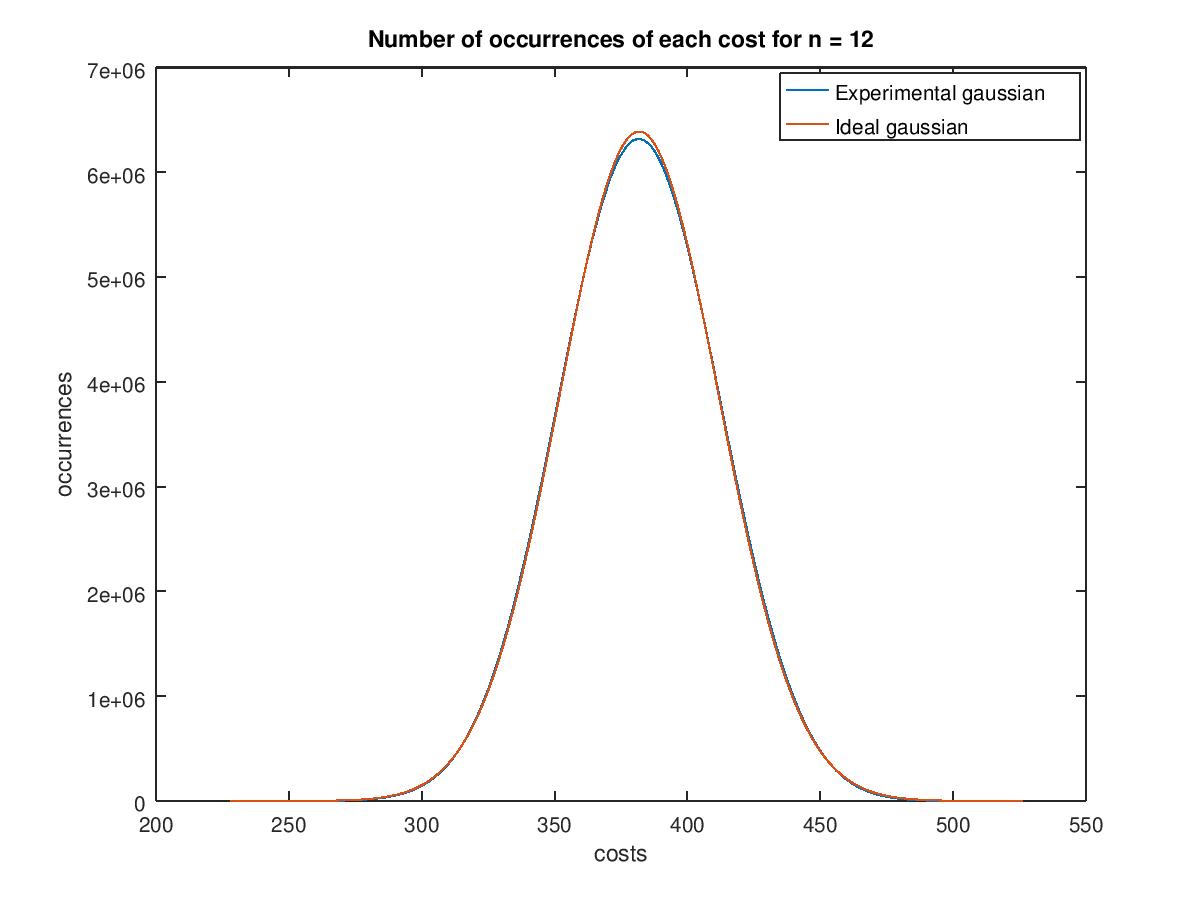 Number of occurrences of each cost for n = 12
7e+06
Experimental gaussian
Ideal gaussian
6e+06
5e+06
4e+06
occurrences
3e+06
2e+06
1e+06
0
200 250 300 350 400 450 500 550
costs